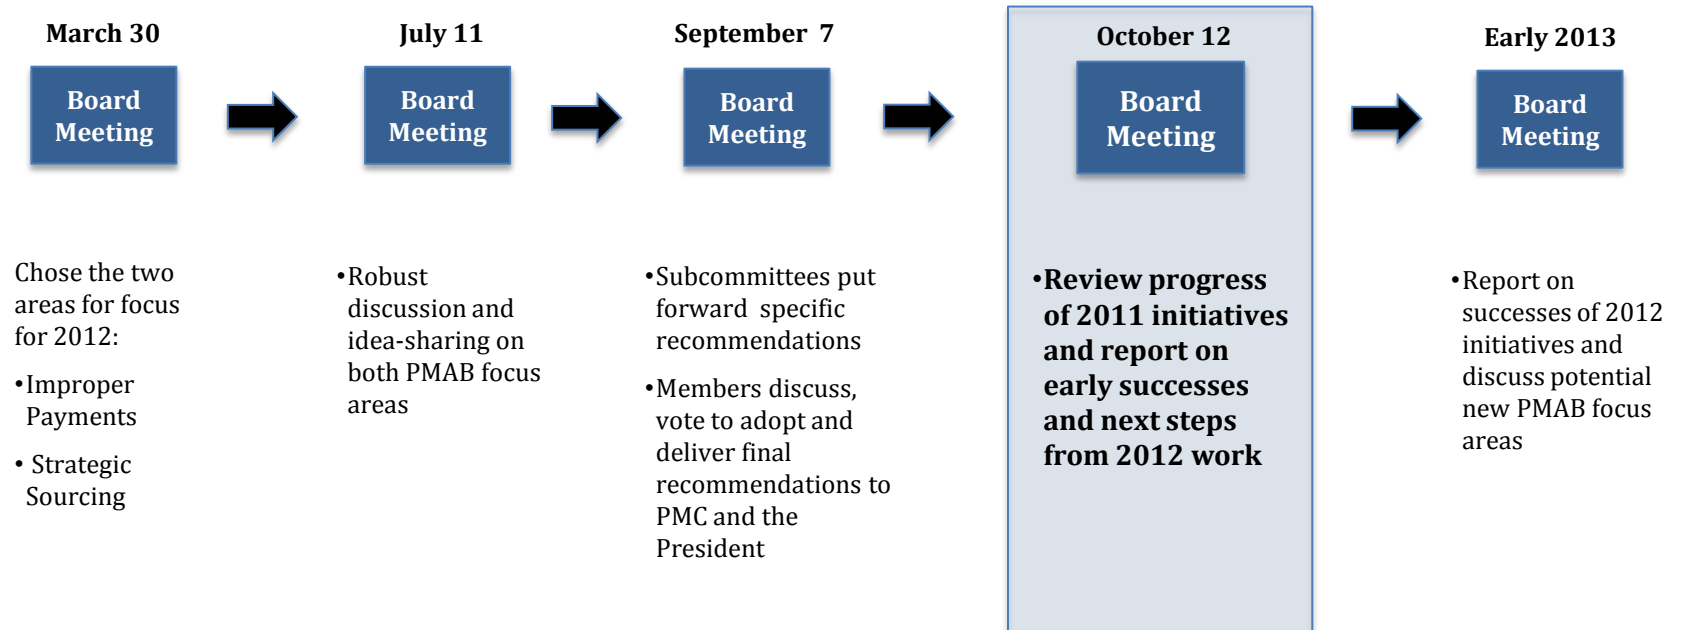 March 30
Board
Meeting
Chose the two
areas for focus
for 2012:
•Improper
Payments
• Strategic
Sourcing
July 11
Board
Meeting
•Robust
discussion and
idea-sharing on
both PMAB focus
areas
September  7
Board
Meeting
•Subcommittees put
forward  specific
recommendations
•Members discuss,
vote to adopt and
deliver final
recommendations to
PMC and the
President
October 12
Board
Meeting
•Review progress
of 2011 initiatives
and report on
early successes
and next steps
from 2012 work
Early 2013
Board
Meeting
•Report on
successes of 2012
initiatives and
discuss potential
new PMAB focus
areas